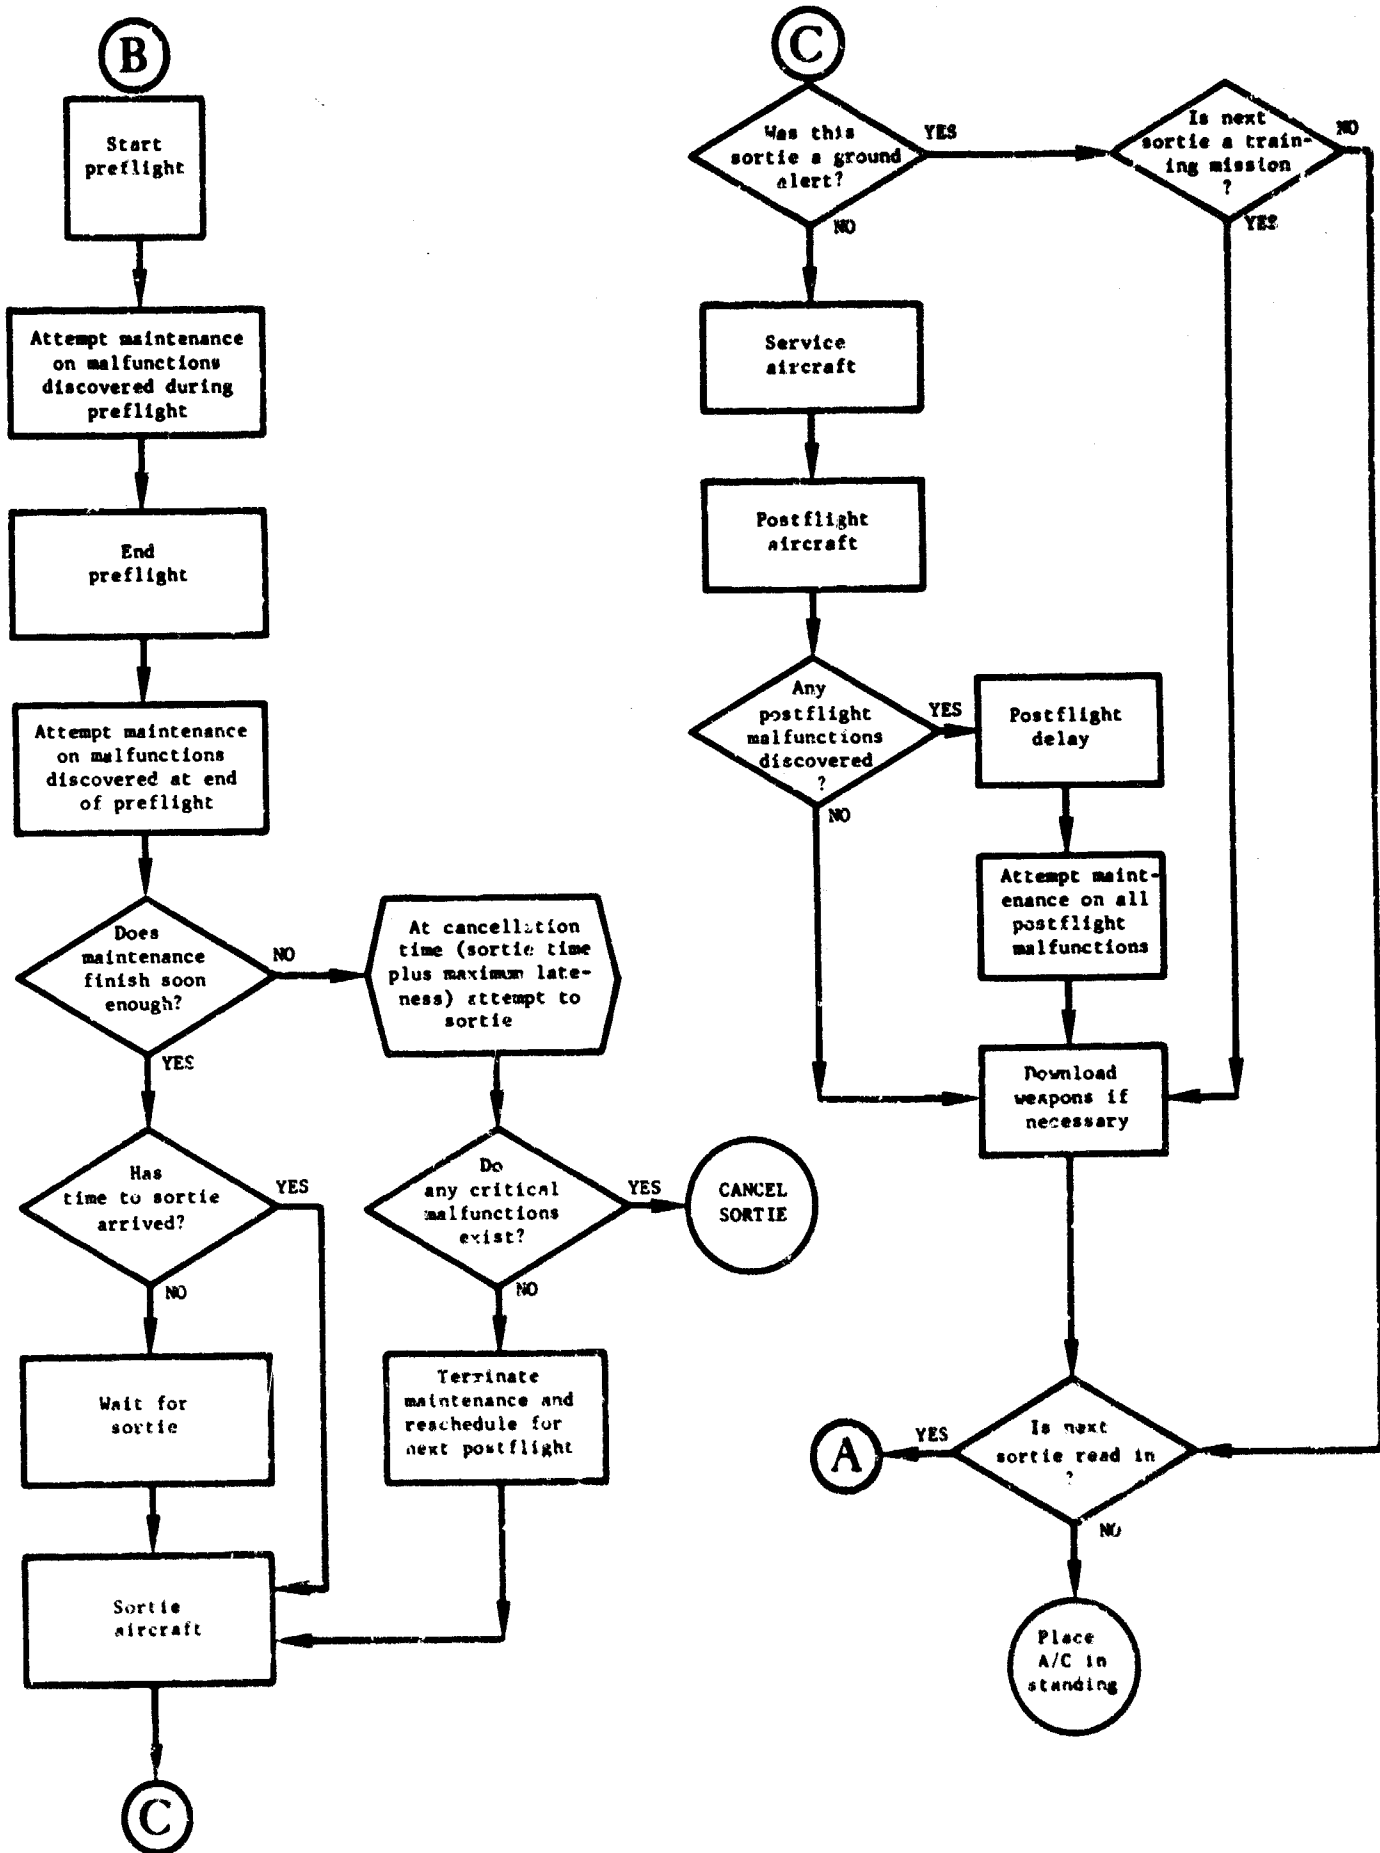 B
Start
preflight
Attempt maintenance
on malfunctions
discovered during
preflight
End
preflight
Attempt maintenance
on malfunctions
discovered at end
of preflight
Does
maintenance
finish soon
enough?
NO
YES
At cancellation
time (sortie time
plus maximum late-
ness) attempt to
sortie
Has
time to sortie
arrived?
YES
NO
Do
any critical
malfunctions
exist?
YES
NO
CANCEL
SORTIE
Wait for
sortie
Terminate
maintenance and
reschedule for
next postflight
Sortie
aircraft
C
C
Was this
sortie a ground
alert?
YES
NO
Is next
sortie a train-
ing mission
?
NO
YES
Service
aircraft
Postflight
aircraft
Any
postflight
malfunctions
discovered
?
YES
NO
Postflight
delay
Attempt maint-
enance on all
postflight
malfunctions
Download
weapons if
necessary
Is next
sortie read in
?
YES
NO
A
Place
A/C in
standing